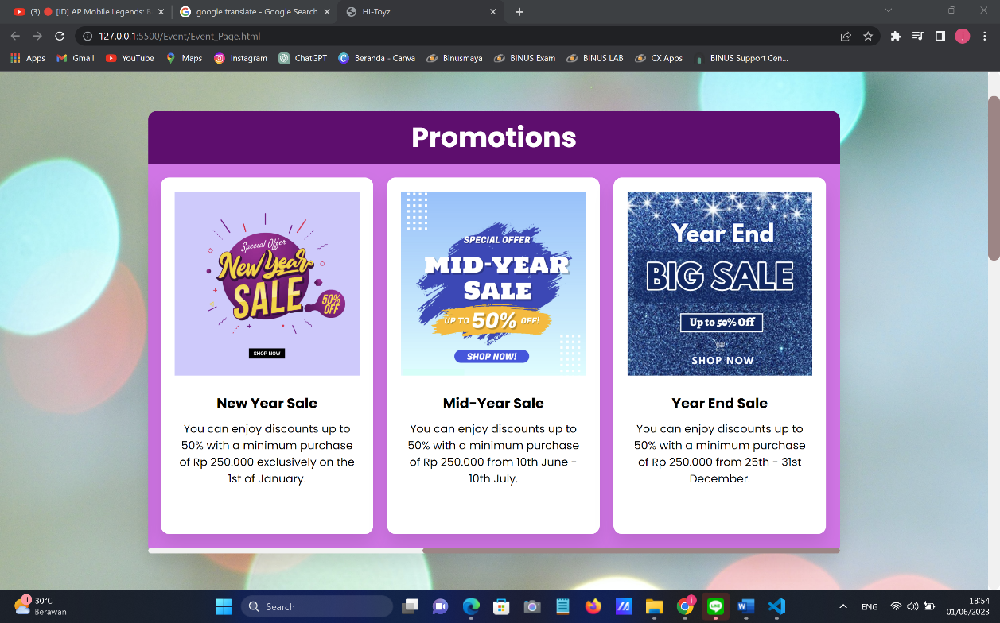 (3) [ID] AP Mobile Legends: B
google translate - Google Search
HI-Toyz
127.0.0.1:5500/Event/Event_Page.html
Apps
Gmail
YouTube
Maps
Instagram
ChatGPT
Beranda - Canva
Binusmaya
BINUS Exam
BINUS LAB
CX Apps
BINUS Support Cen...
j
Promotions
Special Offer
New Year
SALE
50%
OFF
SHOP NOW
New Year Sale
You can enjoy discounts up to
50% with a minimum purchase
of Rp 250.000 exclusively on the
1st of January.
SPECIAL OFFER
MID-YEAR
SALE
UP TO 50% OFF!
SHOP NOW!
Mid-Year Sale
You can enjoy discounts up to
50% with a minimum purchase
of Rp 250.000 from 10th June -
10th July.
Year End
BIG SALE
Up to 50% Off
SHOP NOW
Year End Sale
You can enjoy discounts up to
50% with a minimum purchase
of Rp 250.000 from 25th - 31st
December.
1
30°C
Berawan
Search
ENG
18:54
01/06/2023